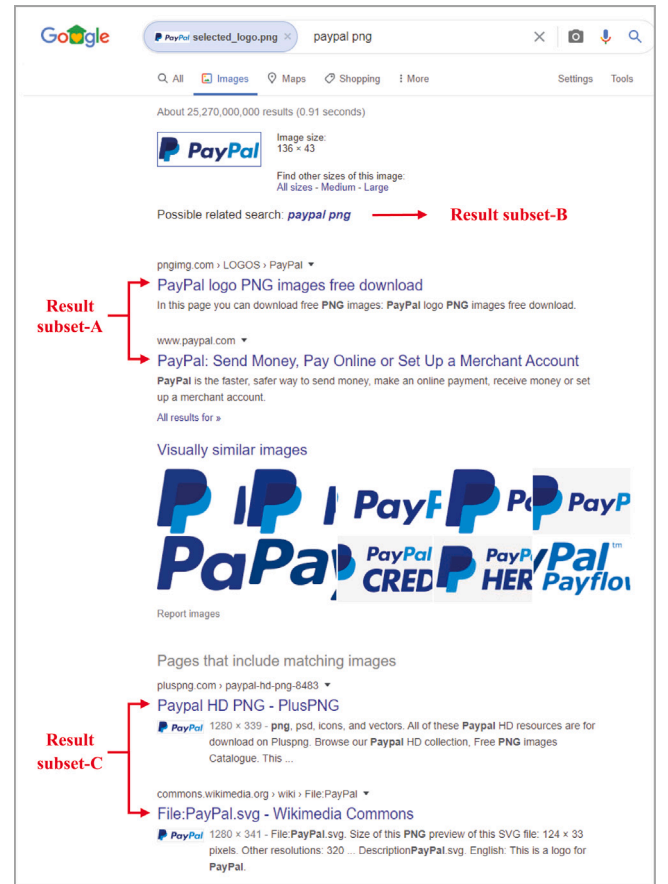 Google
PayPal selected_logo.png × paypal png
All Images Maps Shopping More Settings Tools
About 25,270,000,000 results (0.91 seconds)
PayPal
Image size:
136 × 43
Find other sizes of this image:
All sizes - Medium - Large
Possible related search: paypal png
Result subset-B
Result
subset-A
pngimg.com › LOGOS › PayPal
PayPal logo PNG images free download
In this page you can download free PNG images: PayPal logo PNG images free download.
www.paypal.com
PayPal: Send Money, Pay Online or Set Up a Merchant Account
PayPal is the faster, safer way to send money, make an online payment, receive money or set
up a merchant account.
All results for »
Visually similar images
PayP Pa PayP
PaPay PayPal CRED PayP HER yPal™ Payflow
Report images
Pages that include matching images
Result
subset-C
pluspng.com › paypal-hd-png-8483
Paypal HD PNG - PlusPNG
PayPal 1280 × 339 - png, psd, icons, and vectors. All of these Paypal HD resources are for
download on Pluspng. Browse our Paypal HD collection, Free PNG images
Catalogue. This ...
commons.wikimedia.org › wiki › File:PayPal
File:PayPal.svg - Wikimedia Commons
PayPal 1280 × 341 - File:PayPal.svg. Size of this PNG preview of this SVG file: 124 × 33
pixels. Other resolutions: 320 ... DescriptionPayPal.svg. English: This is a logo for
PayPal.